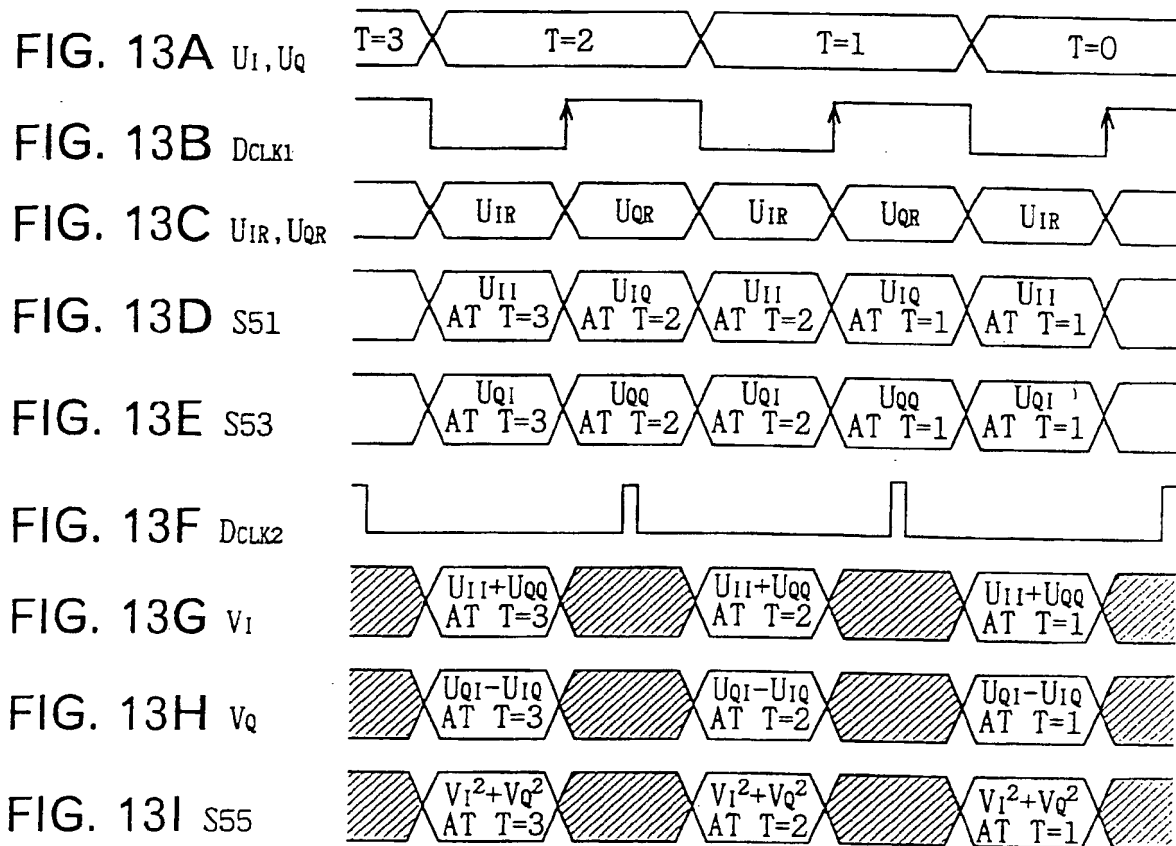 FIG. 13A UI, UQ T=3 T=2 T=1 T=0
FIG. 13B DCLK1
FIG. 13C UIR, UQR UIR UQR UIR UQR UIR
FIG. 13D S51 UII AT T=3 UIQ AT T=2 UII AT T=2 UIQ AT T=1 UII AT T=1
FIG. 13E S53 UQI AT T=3 UQQ AT T=2 UQI AT T=2 UQQ AT T=1 UQI AT T=1
FIG. 13F DCLK2
FIG. 13G VI UII+UQQ AT T=3 UII+UQQ AT T=2 UII+UQQ AT T=1
FIG. 13H VQ UQI-UIQ AT T=3 UQI-UIQ AT T=2 UQI-UIQ AT T=1
FIG. 13I S55 VI²+VQ² AT T=3 VI²+VQ² AT T=2 VI²+VQ² AT T=1